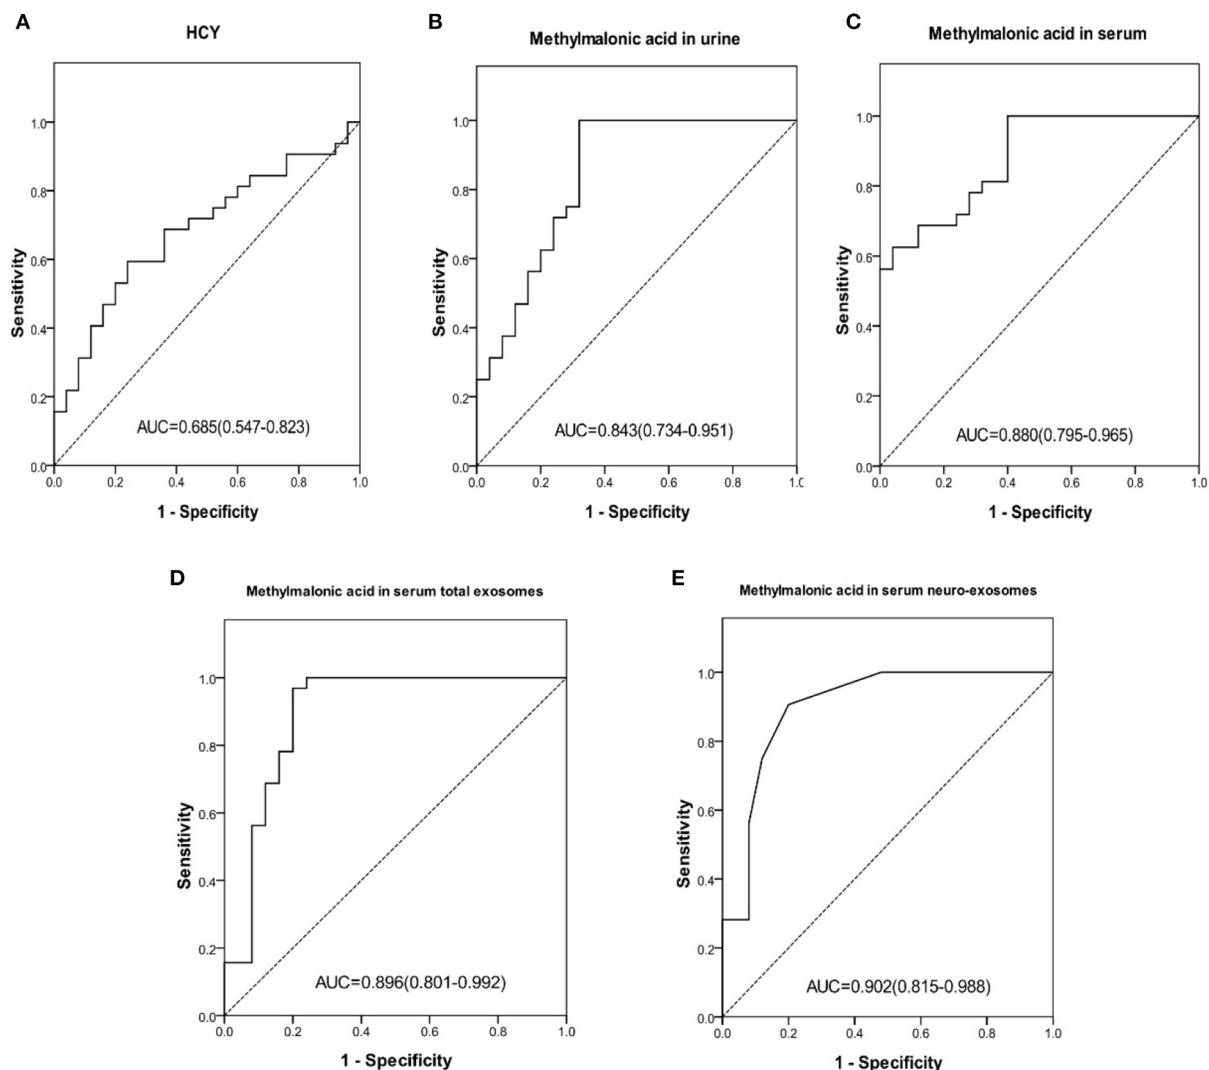 A
HCY
Sensitivity
1.0
0.8
0.6
0.4
0.2
0.0
AUC=0.685(0.547-0.823)
0.0 0.2 0.4 0.6 0.8 1.0
1 - Specificity
B
Methylmalonic acid in urine
Sensitivity
1.0
0.8
0.6
0.4
0.2
0.0
AUC=0.843(0.734-0.951)
0.0 0.2 0.4 0.6 0.8 1.0
1 - Specificity
C
Methylmalonic acid in serum
Sensitivity
1.0
0.8
0.6
0.4
0.2
0.0
AUC=0.880(0.795-0.965)
0.0 0.2 0.4 0.6 0.8 1.0
1 - Specificity
D
Methylmalonic acid in serum total exosomes
Sensitivity
1.0
0.8
0.6
0.4
0.2
0.0
AUC=0.896(0.801-0.992)
0.0 0.2 0.4 0.6 0.8 1.0
1 - Specificity
E
Methylmalonic acid in serum neuro-exosomes
Sensitivity
1.0
0.8
0.6
0.4
0.2
0.0
AUC=0.902(0.815-0.988)
0.0 0.2 0.4 0.6 0.8 1.0
1 - Specificity